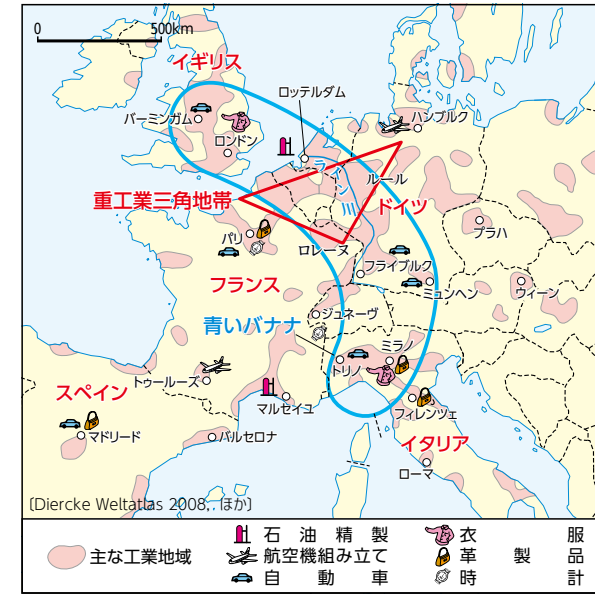 0 500km
イギリス
ロッテルダム
バーミンガム
ハンブルク
ロンドン
ルール
ライン川
重工業三角地帯
ドイツ
パリ
ロレーヌ
プラハ
フライブルク
フランス
ミュンヘン
ウィーン
ジュネーヴ
青いバナナ
ミラノ
トリノ
トゥールーズ
スペイン
マルセイユ
フィレンツェ
マドリード
バルセロナ
イタリア
ローマ
〔Diercke Weltatlas 2008, ほか〕
主な工業地域
石油精製
航空機組み立て
自動車
衣服
革製品
時計